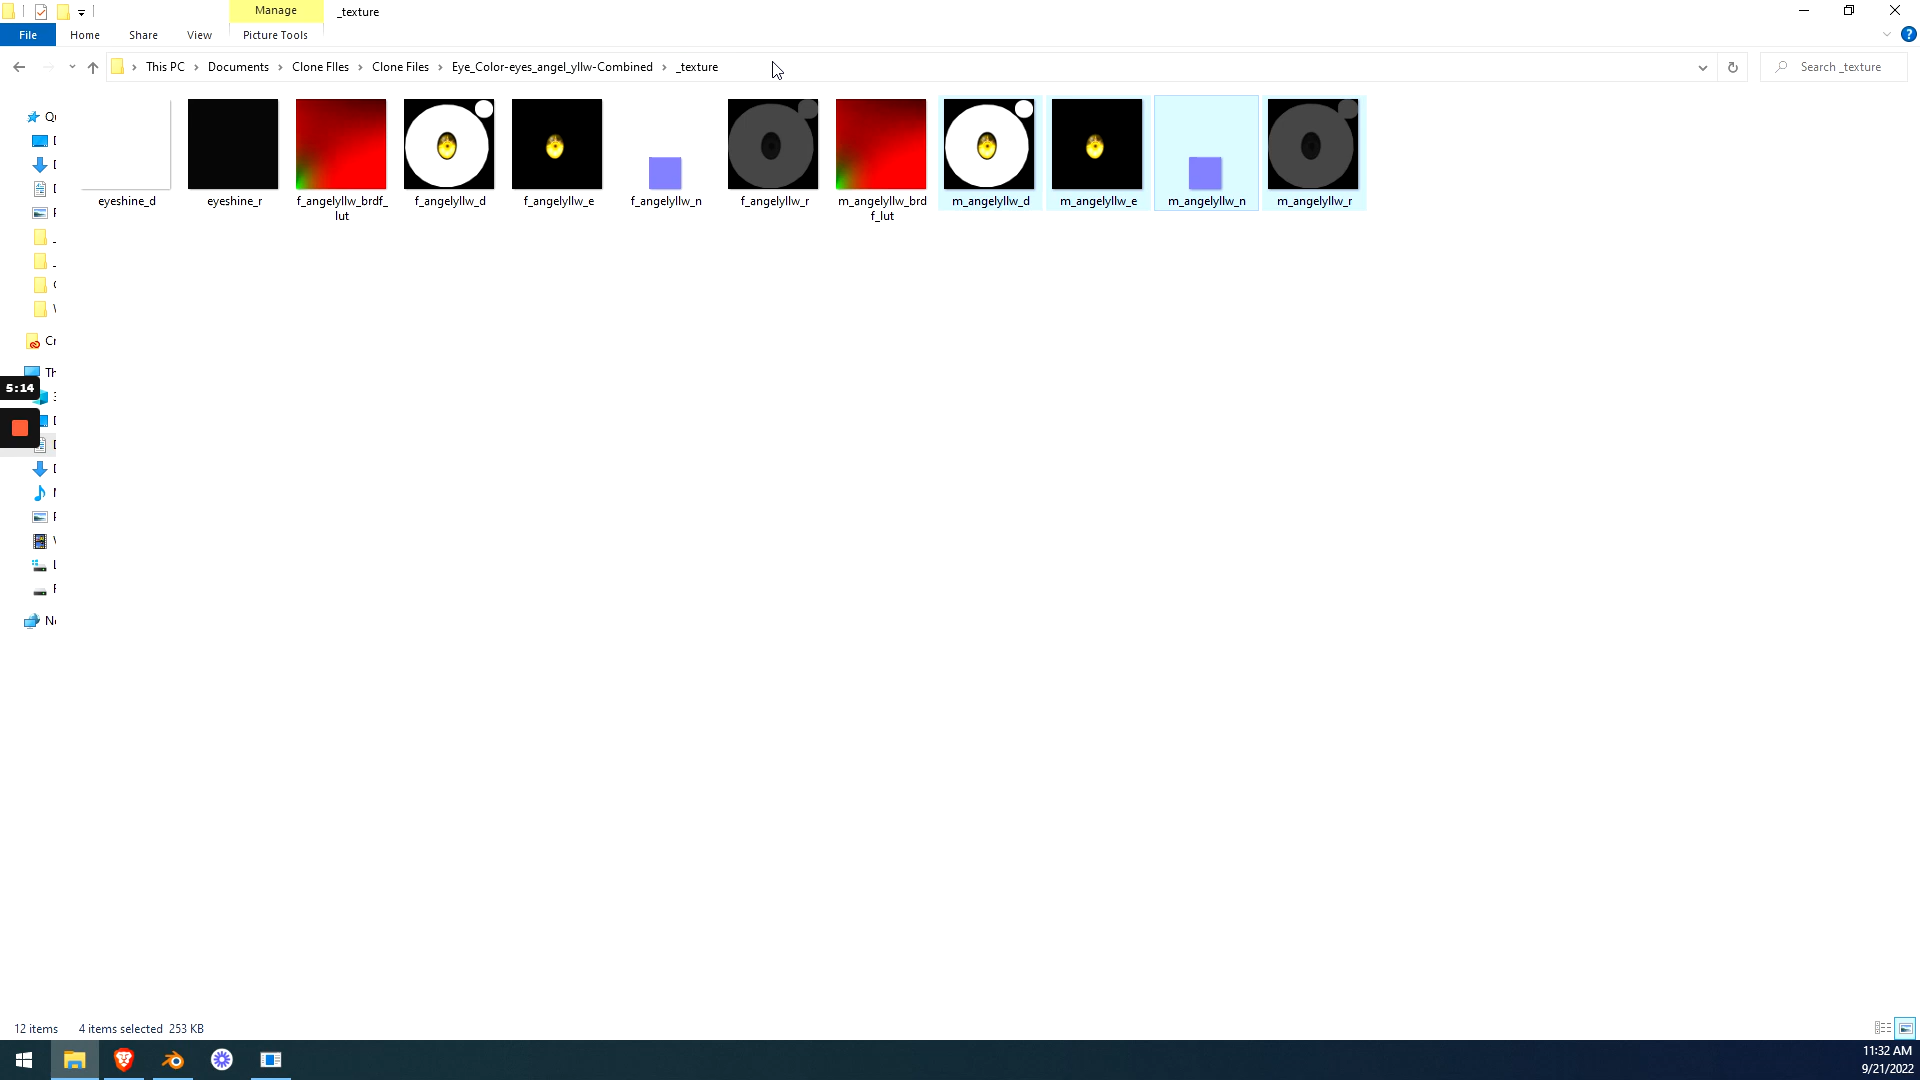 Manage
_texture
File
Home
Share
View
Picture Tools
This PC
Documents
Clone FIles
Clone Files
Eye_Color-eyes_angel_yllw-Combined
_texture
Search _texture
eyeshine_d
eyeshine_r
f_angelyllw_brdf_
lut
f_angelyllw_d
f_angelyllw_e
f_angelyllw_n
f_angelyllw_r
m_angelyllw_brd
f_lut
m_angelyllw_d
m_angelyllw_e
m_angelyllw_n
m_angelyllw_r
5:14
12 items
4 items selected 253 KB
11:32 AM
9/21/2022